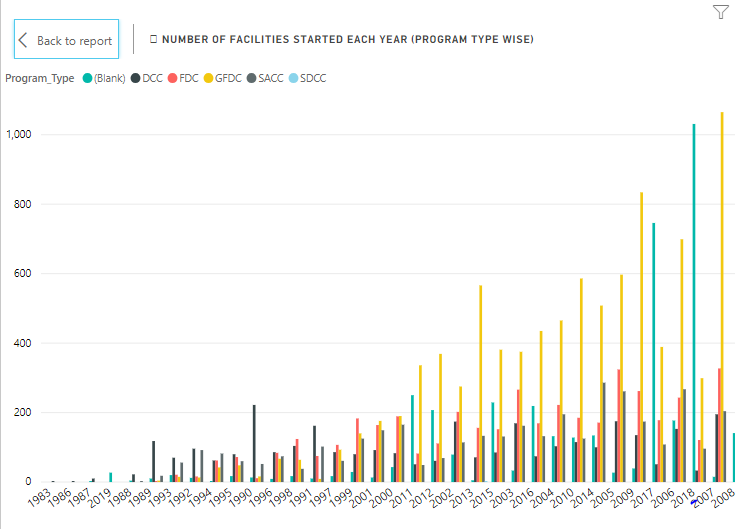 Back to report
NUMBER OF FACILITIES STARTED EACH YEAR (PROGRAM TYPE WISE)
Program_Type (Blank) DCC FDC GFDC SACC SDCC
1,000
800
600
400
200
0
1983 1986 1987 2019 1988 1989 1993 1992 1994 1995 1990 1996 1998 1991 1997 1999 2001 2000 2011 2012 2002 2013 2015 2003 2016 2004 2010 2014 2005 2009 2017 2006 2018 2007 2008